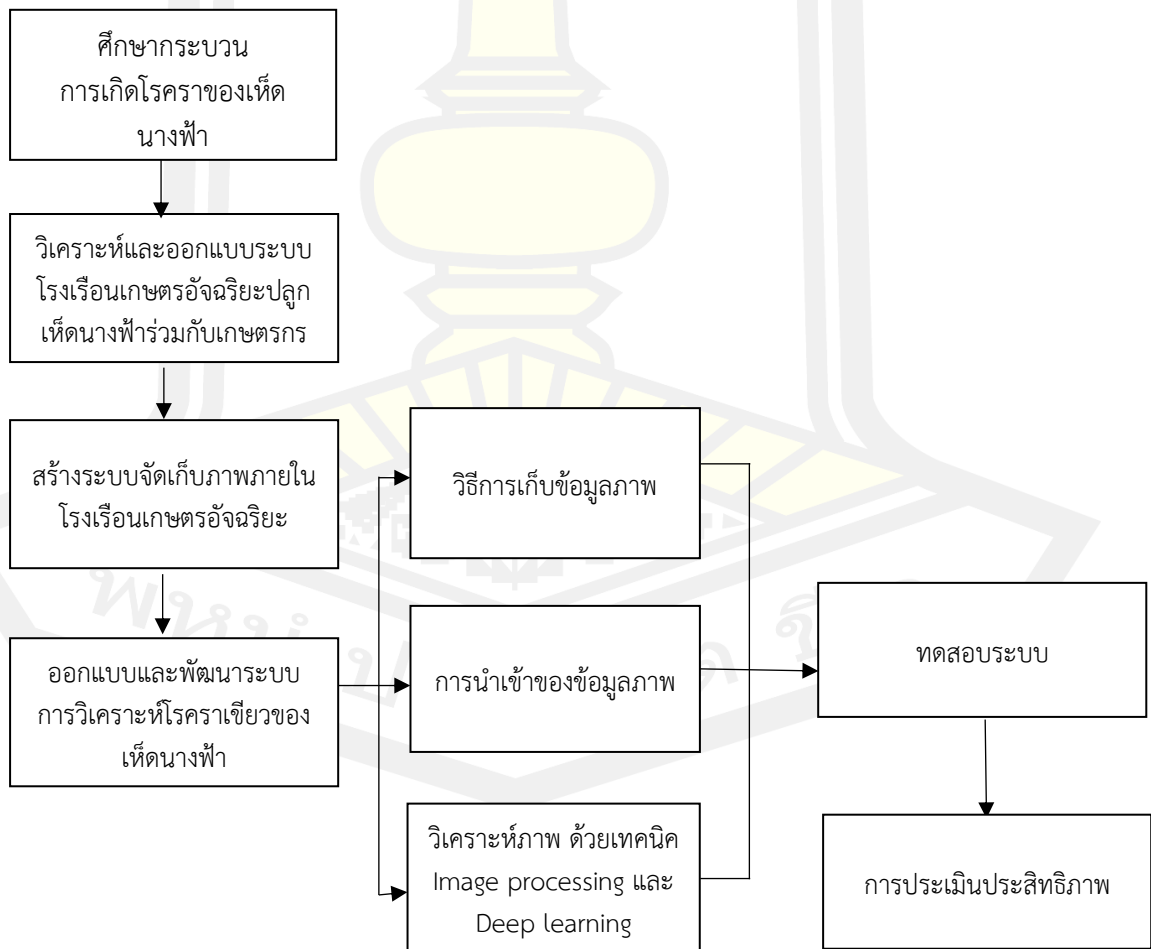 ศึกษากระบวน
การเกิดโรคราของเห็ด
นางฟ้า
วิเคราะห์และออกแบบระบบ
โรงเรือนเกษตรอัจฉริยะปลูก
เห็ดนางฟ้าร่วมกับเกษตรกร
สร้างระบบจัดเก็บภาพภายใน
โรงเรือนเกษตรอัจฉริยะ
ออกแบบและพัฒนาระบบ
การวิเคราะห์โรคราเขียวของ
เห็ดนางฟ้า
วิธีการเก็บข้อมูลภาพ
การนำเข้าของข้อมูลภาพ
วิเคราะห์ภาพ ด้วยเทคนิค
Image processing และ
Deep learning
ทดสอบระบบ
การประเมินประสิทธิภาพ